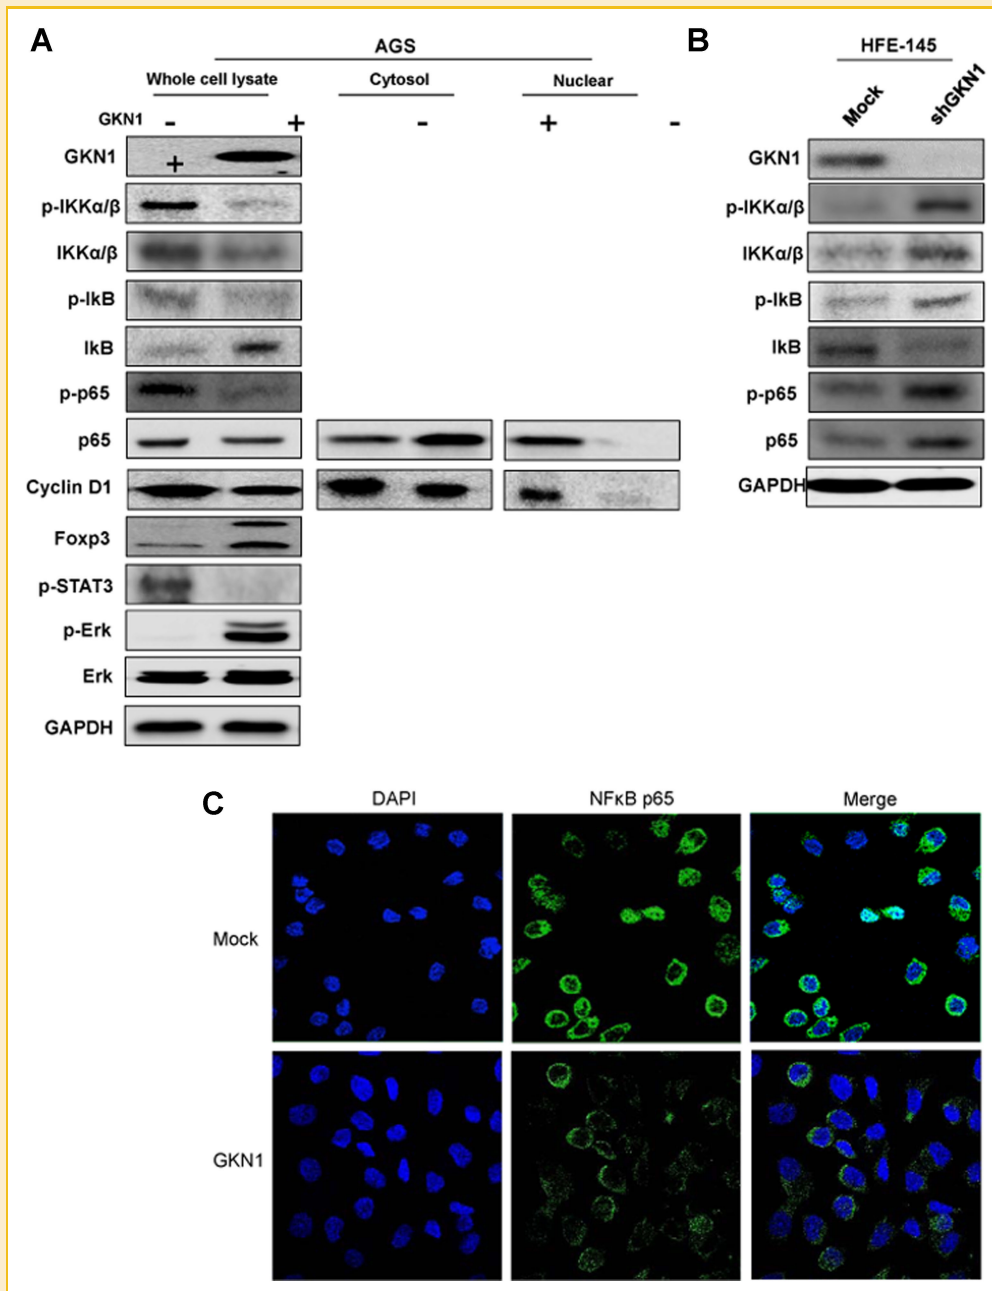 A
AGS
Whole cell lysate Cytosol Nuclear
GKN1 - + - + -
GKN1 + -
p-IKKα/β
IKKα/β
p-IkB
IkB
p-p65
p65
Cyclin D1
Foxp3
p-STAT3
p-Erk
Erk
GAPDH
B
HFE-145
Mock shGKN1
GKN1
p-IKKα/β
IKKα/β
p-IkB
IkB
p-p65
p65
GAPDH
C
DAPI NFκB p65 Merge
Mock
GKN1